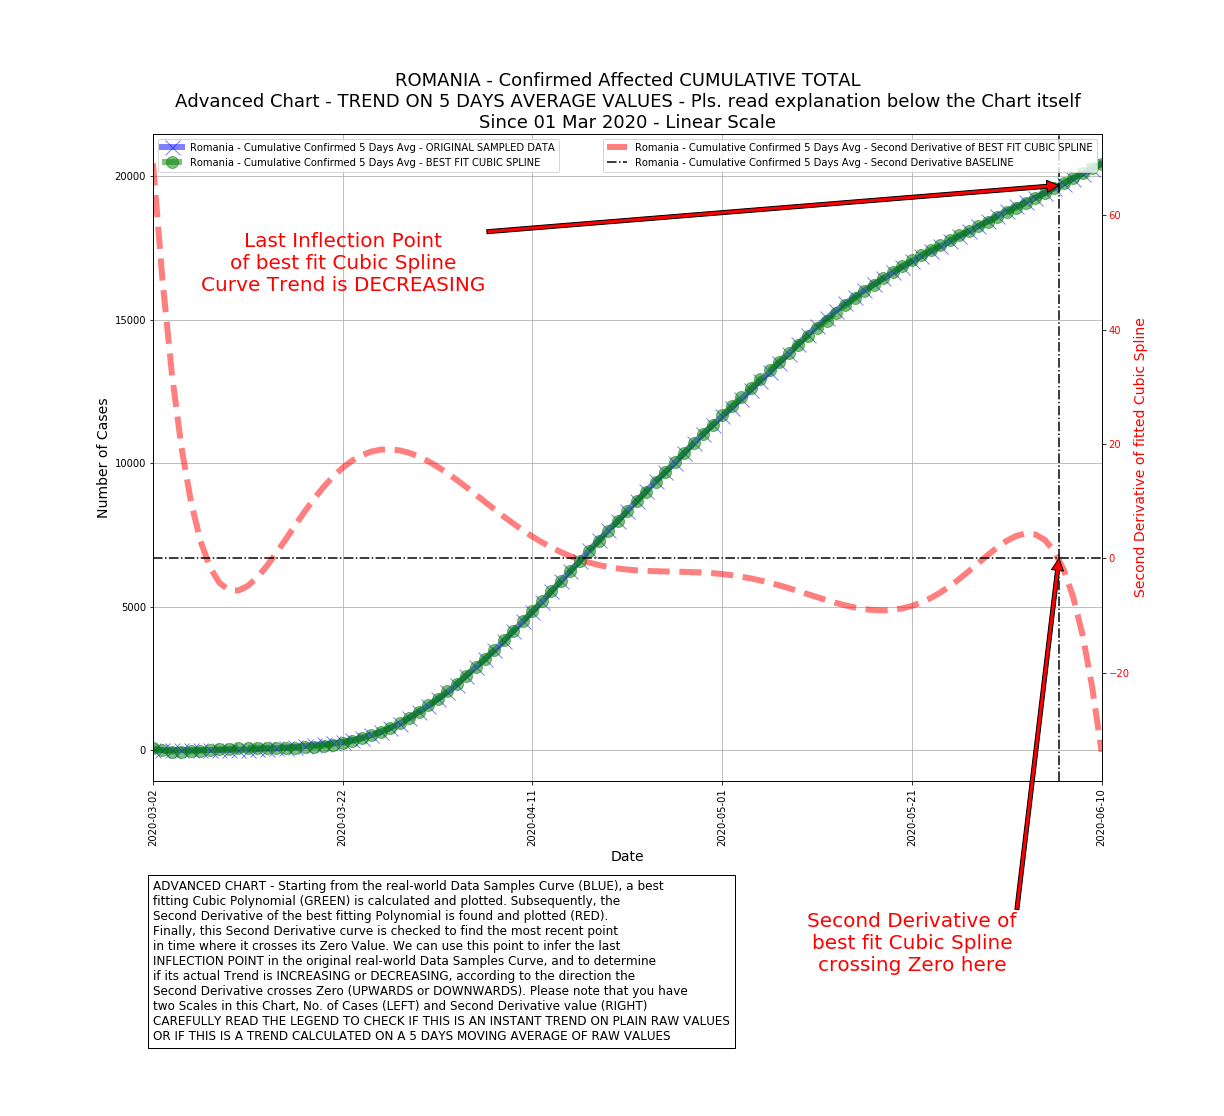 ROMANIA - Confirmed Affected CUMULATIVE TOTAL
Advanced Chart - TREND ON 5 DAYS AVERAGE VALUES - Pls. read explanation below the Chart itself
Since 01 Mar 2020 - Linear Scale
Romania - Cumulative Confirmed 5 Days Avg - ORIGINAL SAMPLED DATA
Romania - Cumulative Confirmed 5 Days Avg - BEST FIT CUBIC SPLINE
Romania - Cumulative Confirmed 5 Days Avg - Second Derivative of BEST FIT CUBIC SPLINE
Romania - Cumulative Confirmed 5 Days Avg - Second Derivative BASELINE
Last Inflection Point
of best fit Cubic Spline
Curve Trend is DECREASING
Number of Cases
20000
15000
10000
5000
0
60
40
20
0
−20
Second Derivative of fitted Cubic Spline
2020-03-02
2020-03-22
2020-04-11
2020-05-01
2020-05-21
2020-06-10
Date
ADVANCED CHART - Starting from the real-world Data Samples Curve (BLUE), a best
fitting Cubic Polynomial (GREEN) is calculated and plotted. Subsequently, the
Second Derivative of the best fitting Polynomial is found and plotted (RED).
Finally, this Second Derivative curve is checked to find the most recent point
in time where it crosses its Zero Value. We can use this point to infer the last
INFLECTION POINT in the original real-world Data Samples Curve, and to determine
if its actual Trend is INCREASING or DECREASING, according to the direction the
Second Derivative crosses Zero (UPWARDS or DOWNWARDS). Please note that you have
two Scales in this Chart, No. of Cases (LEFT) and Second Derivative value (RIGHT)
CAREFULLY READ THE LEGEND TO CHECK IF THIS IS AN INSTANT TREND ON PLAIN RAW VALUES
OR IF THIS IS A TREND CALCULATED ON A 5 DAYS MOVING AVERAGE OF RAW VALUES
Second Derivative of
best fit Cubic Spline
crossing Zero here